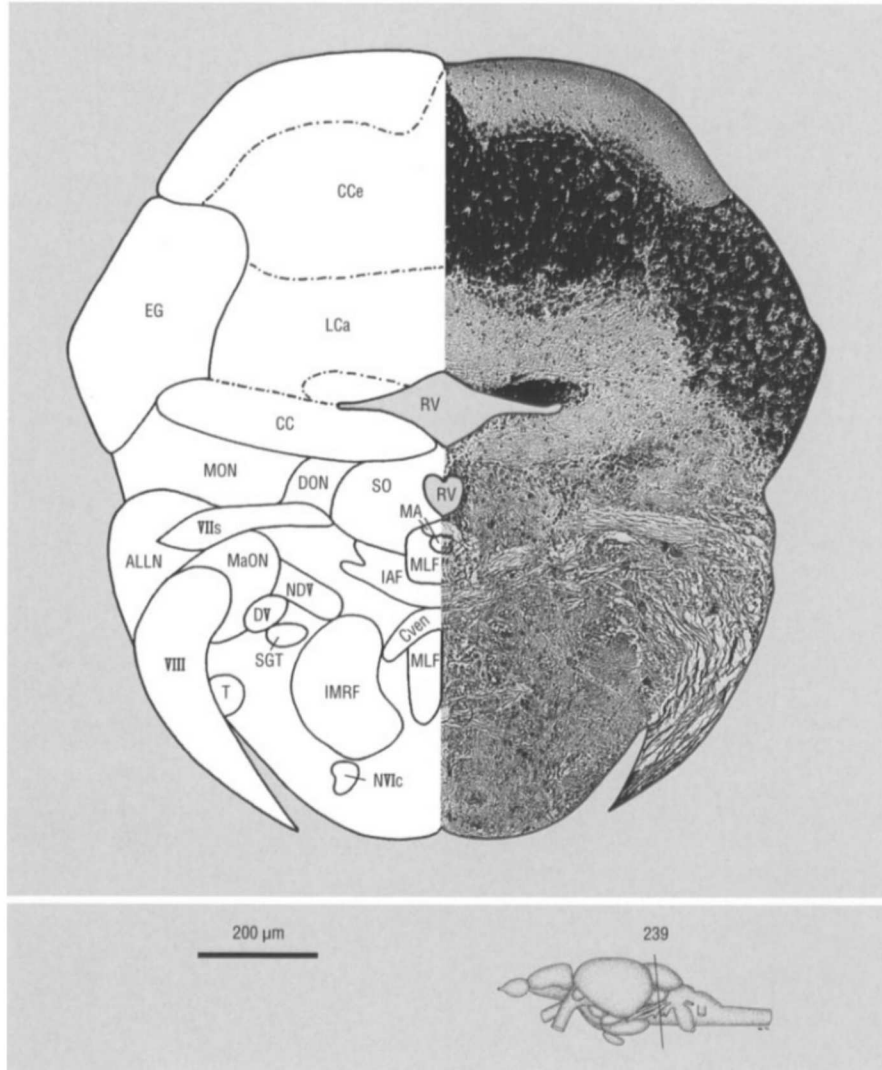 CCe
EG
LCa
RV
CC
MON
DON
SO
RV
MA
VIIs
ALLN
MaON
MLF
IAF
NDV
DV
Cven
SGT
MLF
VIII
T
IMRF
NVIc
200 µm
239